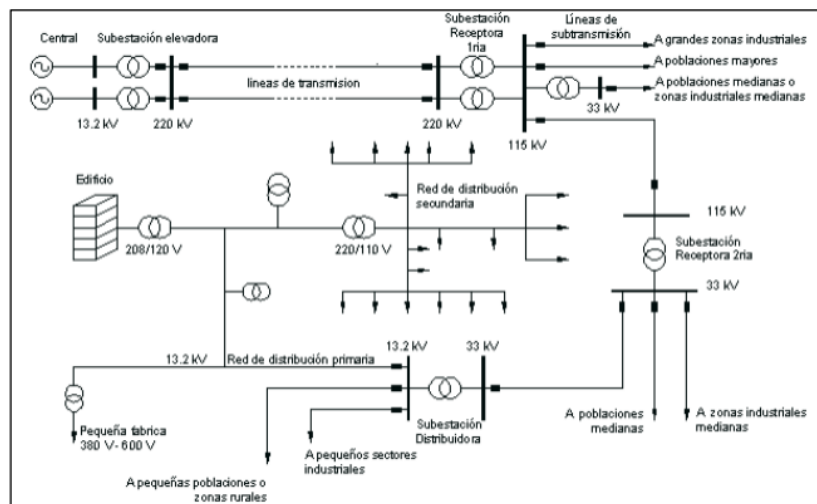 Central
Subestación elevadora
Subestación
Receptora
1ria
Líneas de
subtransmisión
A grandes zonas industriales
A poblaciones mayores
A poblaciones medianas o
zonas industriales medianas
lineas de transmision
13.2 kV
220 kV
220 kV
33 kV
115 kV
Edificio
Red de distribución
secundaria
115 kV
208/120 V
220/110 V
Subestación
Receptora 2ria
33 kV
13.2 kV
Red de distribución primaria
13.2 kV
33 kV
Pequeña fabrica
380 V- 600 V
Subestación
Distribuidora
A poblaciones
medianas
A zonas industriales
medianas
A pequeños sectores
industriales
A pequeñas poblaciones o
zonas rurales